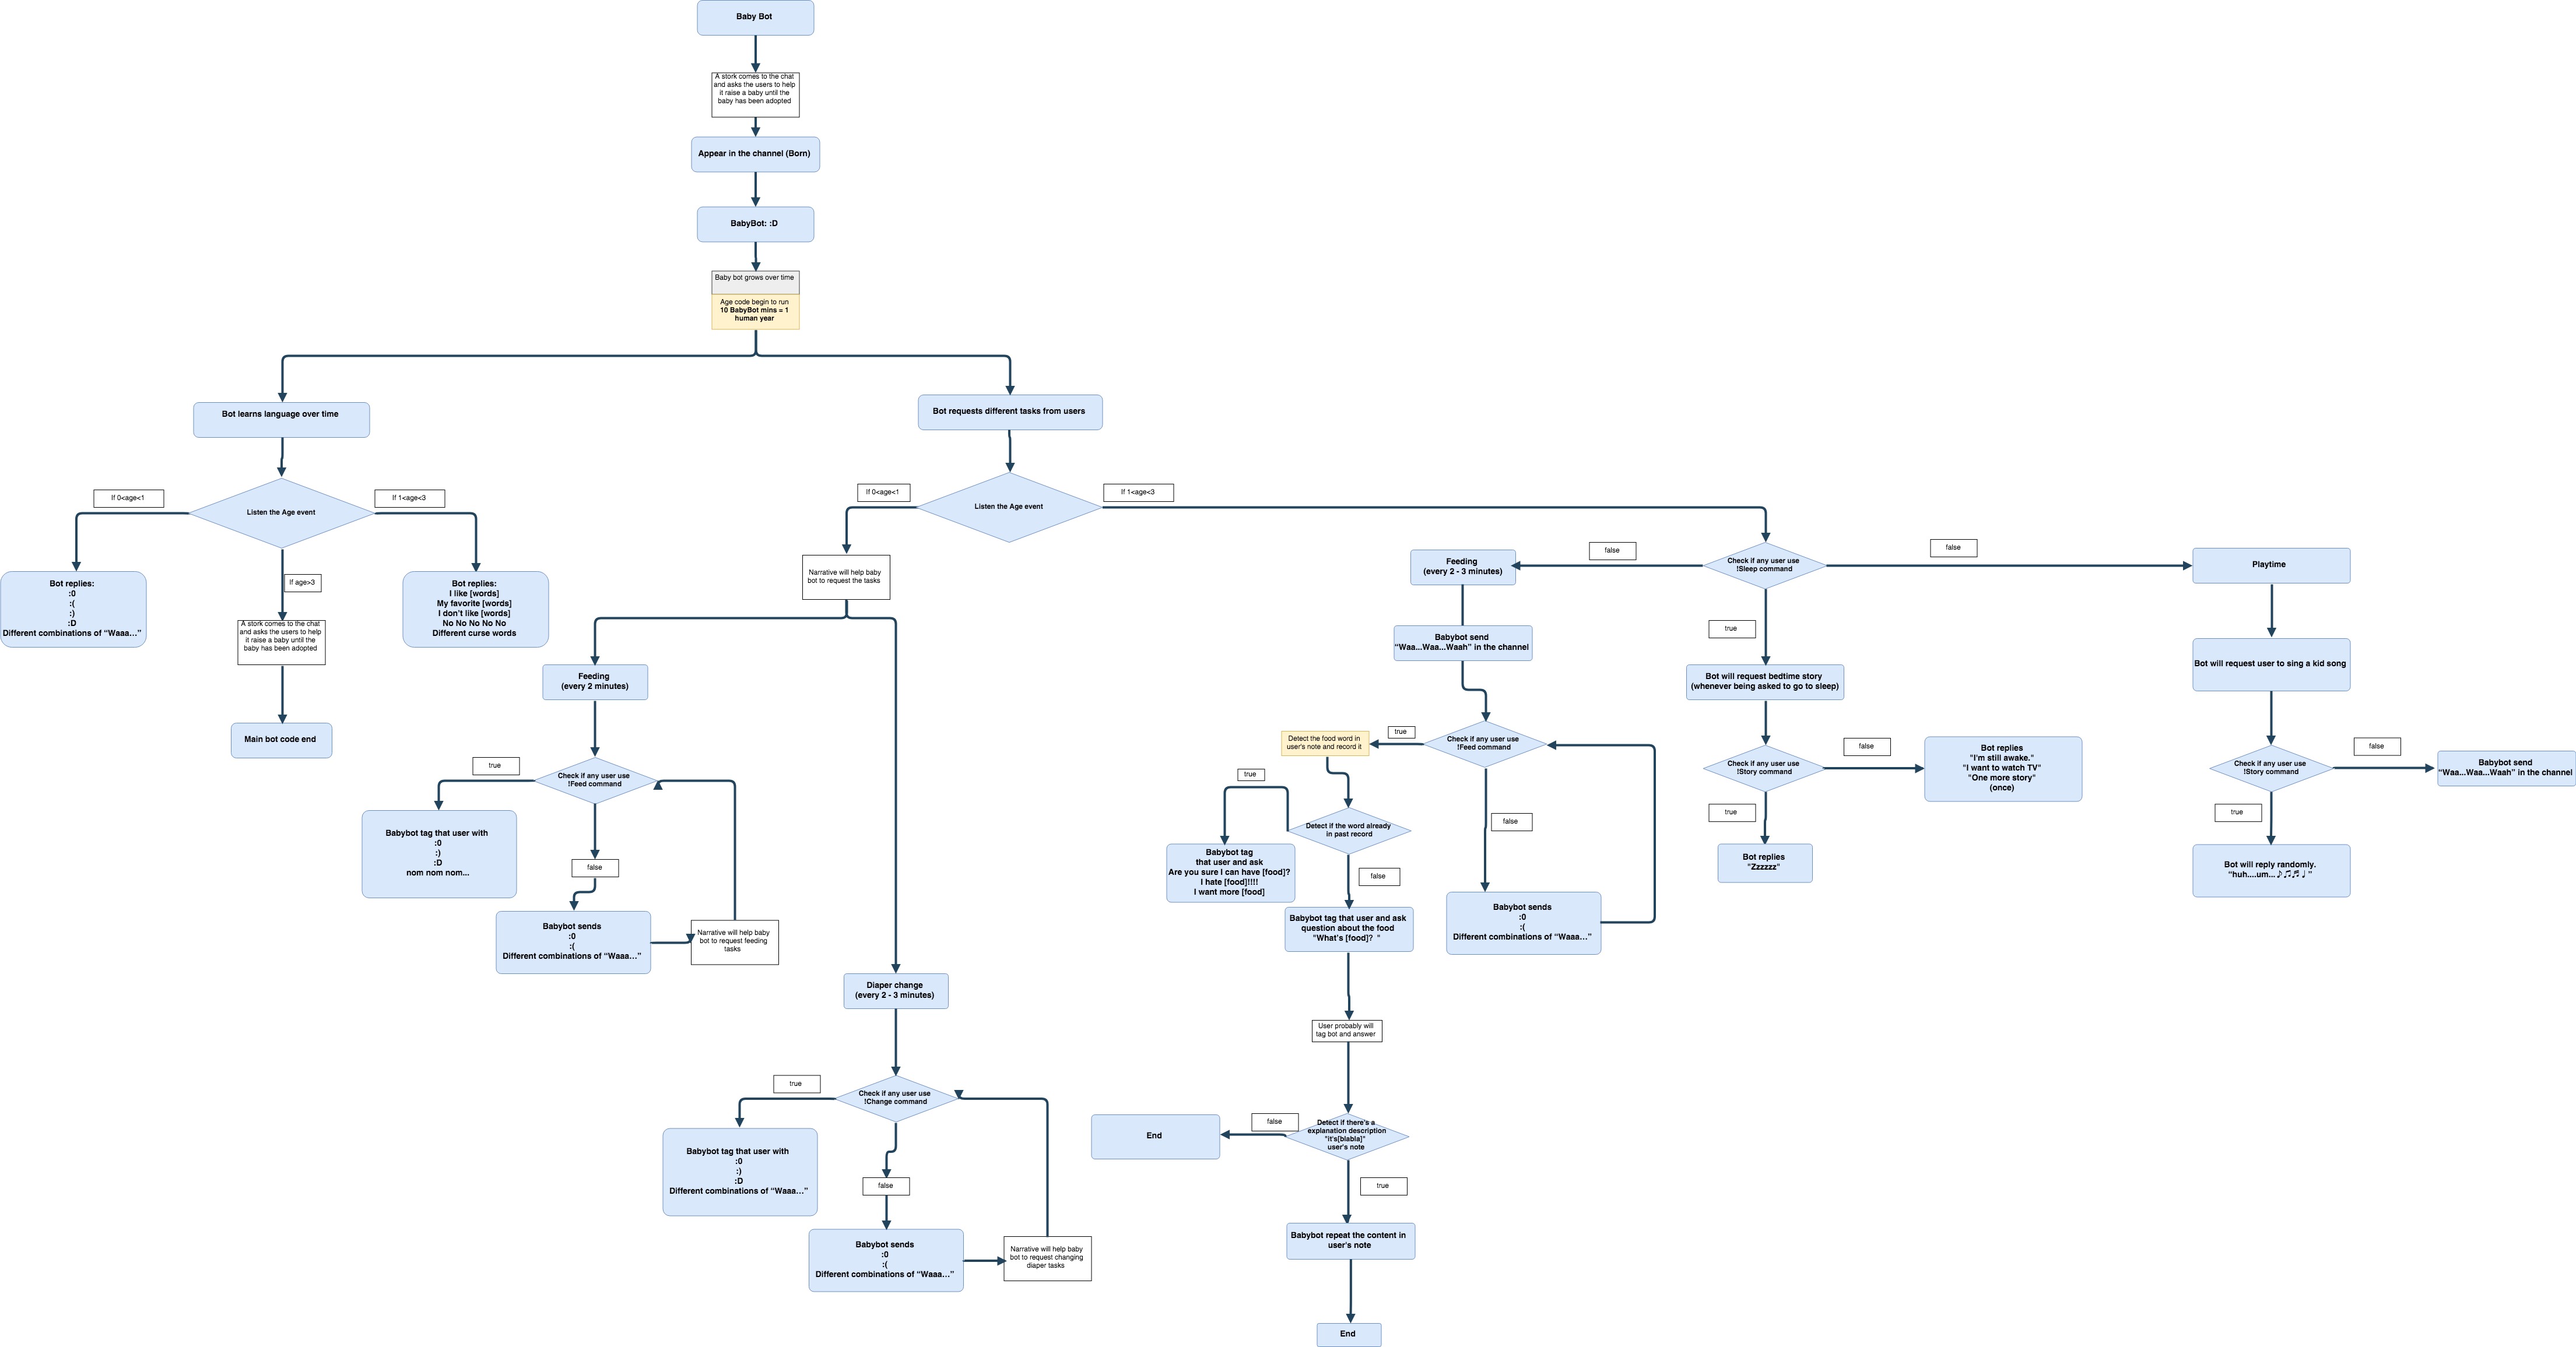 Baby Bot
A stork comes to the chat
and asks the users to help
it raise a baby until the
baby has been adopted
Appear in the channel (Born)
BabyBot: :D
Baby bot grows over time
Age code begin to run
10 BabyBot mins = 1
human year
Bot learns language over time
Listen the Age event
If 0<age<1
If 1<age<3
If age>3
Bot replies:
:0
:(
:)
:D
Different combinations of “Waaa...”
A stork comes to the chat
and asks the users to help
it raise a baby until the
baby has been adopted
Main bot code end
Bot replies:
I like [words]
My favorite [words]
I don't like [words]
No No No No No
Different curse words
Bot requests different tasks from users
Listen the Age event
If 0<age<1
If 1<age<3
Narrative will help baby
bot to request the tasks
Feeding
(every 2 minutes)
Check if any user use
!Feed command
true
Babybot tag that user with
:0
:)
:D
nom nom nom...
false
Babybot sends
:0
:(
Different combinations of “Waaa...”
Narrative will help baby
bot to request feeding
tasks
Diaper change
(every 2 - 3 minutes)
Check if any user use
!Change command
true
Babybot tag that user with
:0
:)
:D
Different combinations of “Waaa...”
false
Babybot sends
:0
:(
Different combinations of “Waaa...”
Narrative will help baby
bot to request changing
diaper tasks
Check if any user use
!Sleep command
false
false
true
Feeding
(every 2 - 3 minutes)
Babybot send
“Waa...Waa...Waah” in the channel
Check if any user use
!Feed command
true
Detect the food word in
user's note and record it
Detect if the word already
in past record
true
Babybot tag
that user and ask
Are you sure I can have [food]?
I hate [food]!!!!
I want more [food]
false
Babybot tag that user and ask
question about the food
"What's [food]? "
User probably will
tag bot and answer
Detect if there's a
explanation description
"it's[blabla]"
user's note
false
End
true
Babybot repeat the content in
user's note
End
false
Babybot sends
:0
:(
Different combinations of “Waaa...”
Bot will request bedtime story
(whenever being asked to go to sleep)
Check if any user use
!Story command
false
Bot replies
"I'm still awake."
"I want to watch TV"
"One more story"
(once)
true
Bot replies
"Zzzzzz"
Playtime
Bot will request user to sing a kid song
Check if any user use
!Story command
false
Babybot send
“Waa...Waa...Waah” in the channel
true
Bot will reply randomly.
“huh....um...♪♫♬♩”